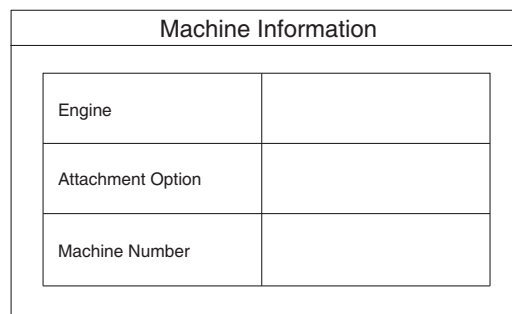 Machine Information
Engine
Attachment Option
Machine Number